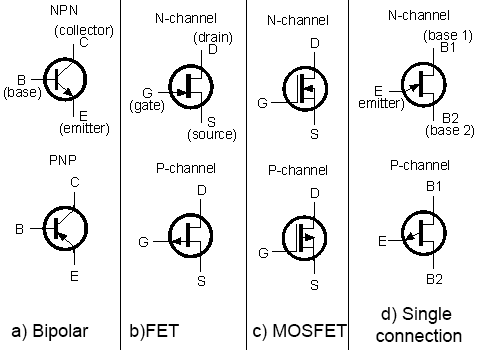 NPN
(collector)
C
B
(base)
E
(emitter)
PNP
C
B
E
a) Bipolar
N-channel
(drain)
D
G
(gate)
S
(source)
P-channel
D
G
S
b)FET
N-channel
D
G
S
P-channel
D
G
S
c) MOSFET
N-channel
(base 1)
B1
E
emitter)
B2
(base 2)
P-channel
B1
E
B2
d) Single
connection